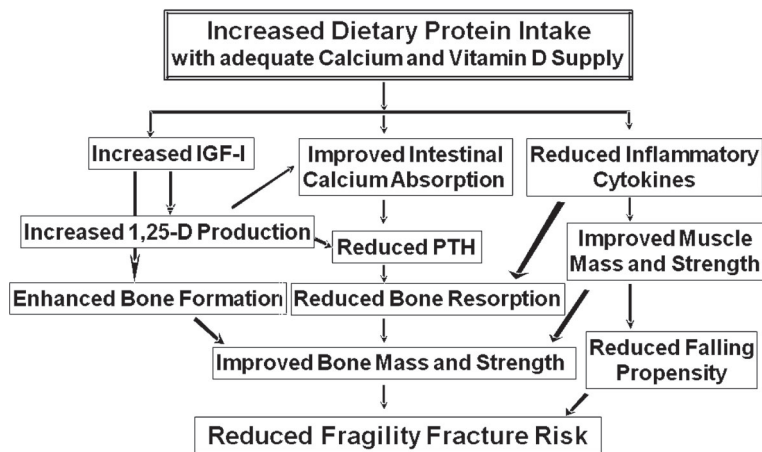 Increased Dietary Protein Intake
with adequate Calcium and Vitamin D Supply
Increased IGF-I
Improved Intestinal
Calcium Absorption
Reduced Inflammatory
Cytokines
Increased 1,25-D Production
Reduced PTH
Improved Muscle
Mass and Strength
Enhanced Bone Formation
Reduced Bone Resorption
Improved Bone Mass and Strength
Reduced Falling
Propensity
Reduced Fragility Fracture Risk